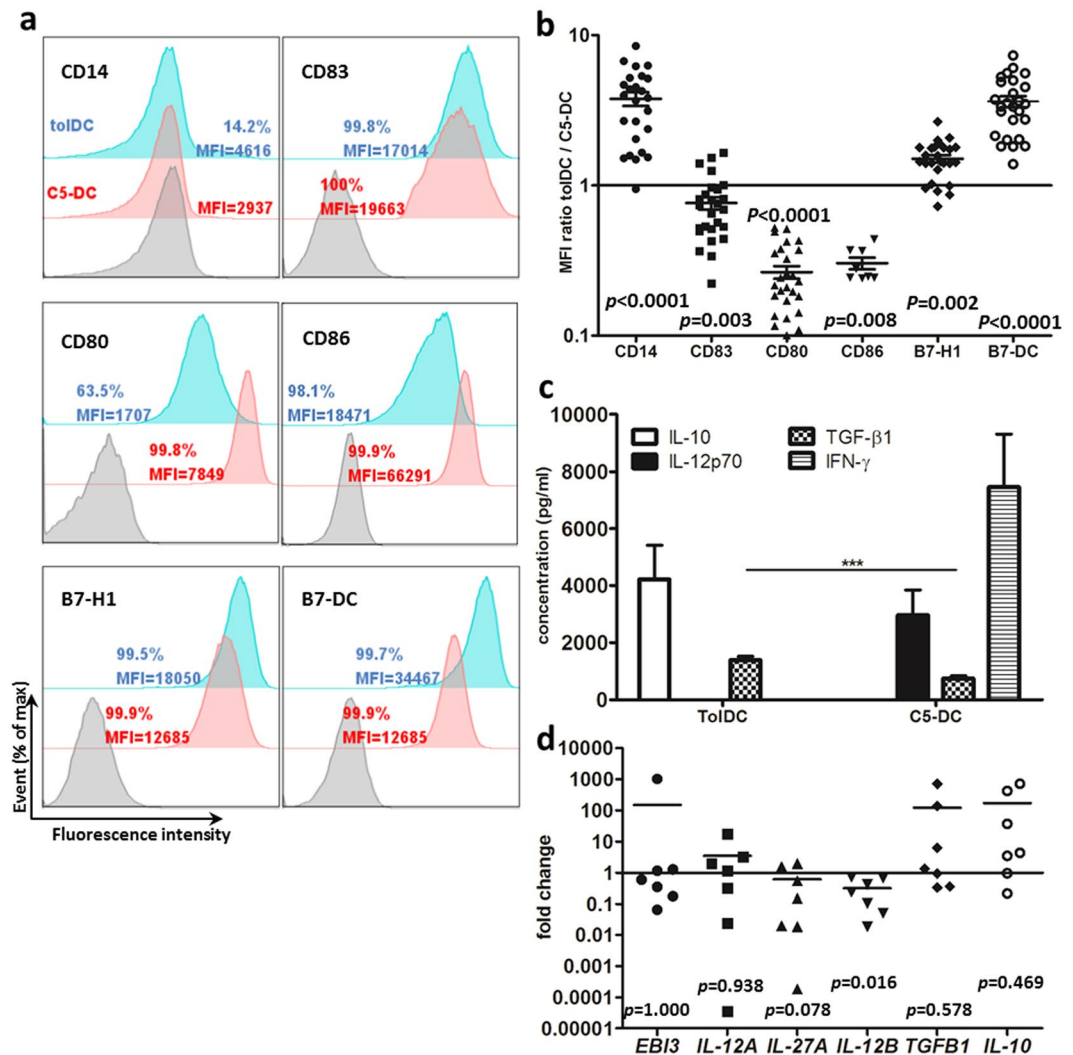 a
CD14
tolDC
14.2%
MFI=4616
C5-DC
MFI=2937
CD83
99.8%
MFI=17014
100%
MFI=19663
CD80
63.5%
MFI=1707
99.8%
MFI=7849
CD86
98.1%
MFI=18471
99.9%
MFI=66291
B7-H1
99.5%
MFI=18050
99.9%
MFI=12685
B7-DC
99.7%
MFI=34467
99.9%
MFI=12685
Event (% of max)
Fluorescence intensity
b
MFI ratio tolDC / C5-DC
10
1
0.1
P<0.0001
p<0.0001
p=0.003
p=0.008
P=0.002
P<0.0001
CD14 CD83 CD80 CD86 B7-H1 B7-DC
c
concentration (pg/ml)
10000
8000
6000
4000
2000
0
IL-10
IL-12p70
TGF-β1
IFN-γ
***
TolDC C5-DC
d
fold change
10000
1000
100
10
1
0.1
0.01
0.001
0.0001
0.00001
p=1.000
p=0.938
p=0.078
p=0.016
p=0.578
p=0.469
EBI3 IL-12A IL-27A IL-12B TGFB1 IL-10